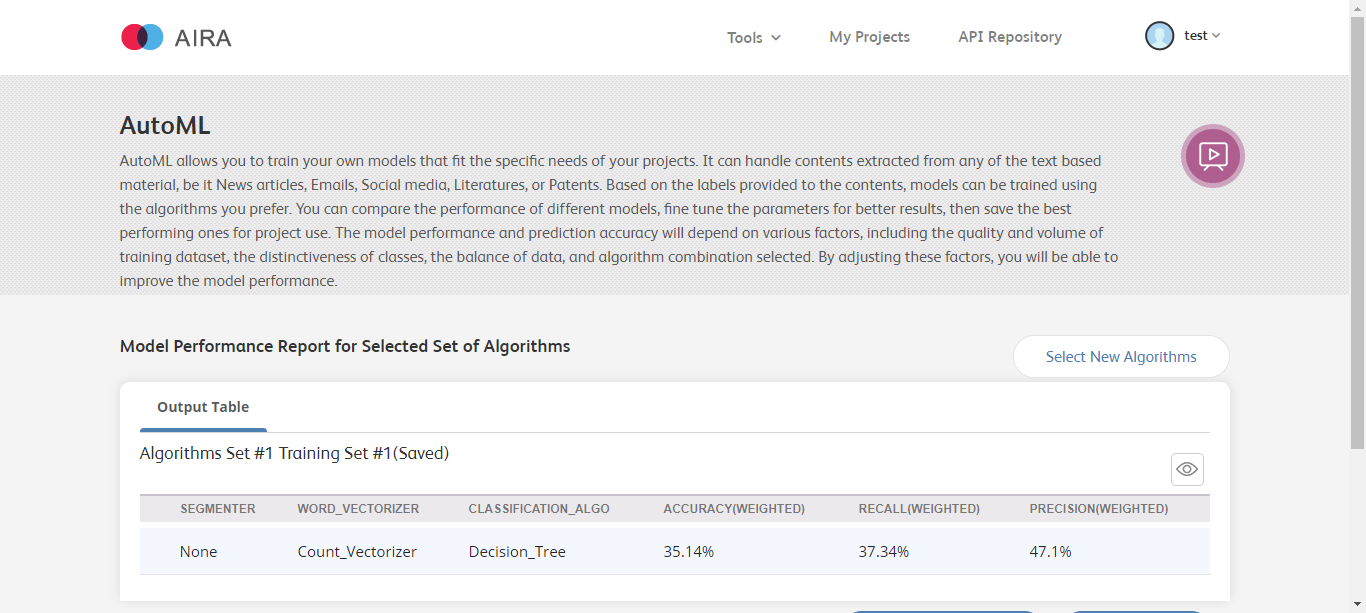 AIRA
Tools
My Projects
API Repository
test
AutoML
AutoML allows you to train your own models that fit the specific needs of your projects. It can handle contents extracted from any of the text based
material, be it News articles, Emails, Social media, Literatures, or Patents. Based on the labels provided to the contents, models can be trained using
the algorithms you prefer. You can compare the performance of different models, fine tune the parameters for better results, then save the best
performing ones for project use. The model performance and prediction accuracy will depend on various factors, including the quality and volume of
training dataset, the distinctiveness of classes, the balance of data, and algorithm combination selected. By adjusting these factors, you will be able to
improve the model performance.
Model Performance Report for Selected Set of Algorithms
Select New Algorithms
Output Table
Algorithms Set #1 Training Set #1(Saved)
SEGMENTER WORD_VECTORIZER CLASSIFICATION_ALGO ACCURACY(WEIGHTED) RECALL(WEIGHTED) PRECISION(WEIGHTED)
None Count_Vectorizer Decision_Tree 35.14% 37.34% 47.1%